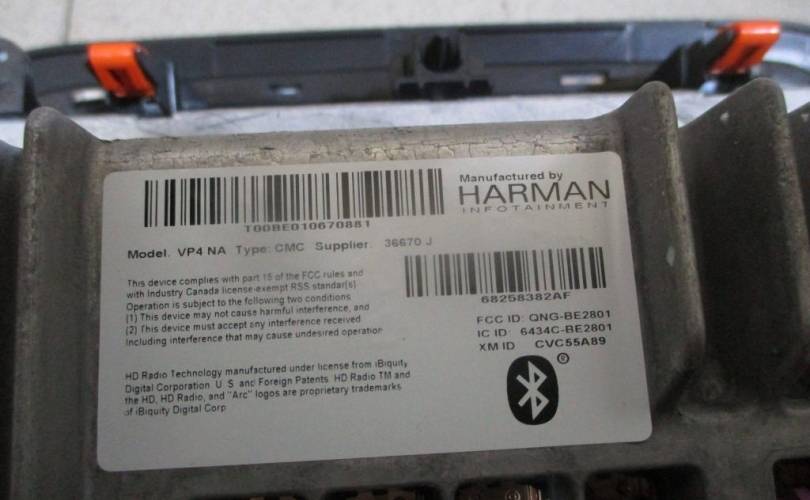 T00BE010670881
Manufactured by
HARMAN
INFOTAINMENT
Model. VP4 NA Type: CMC Supplier. 36670 J
68258382AF
This device complies with part 15 of the FCC rules and
with Industry Canada license-exempt RSS standar(s)
Operation is subject to the following two conditions
(1) This device may not cause harmful interference, and
(2) This device must accept any interference received
Including interference that may cause undesired operation
FCC ID: QNG-BE2801
IC ID: 6434C-BE2801
XM ID CVC55A89
®
HD Radio Technology manufactured under license from iBiquity
Digital Corporation U S and Foreign Patents HD Radio TM and
the HD, HD Radio, and "Arc" logos are proprietary trademarks
of iBiquity Digital Corp